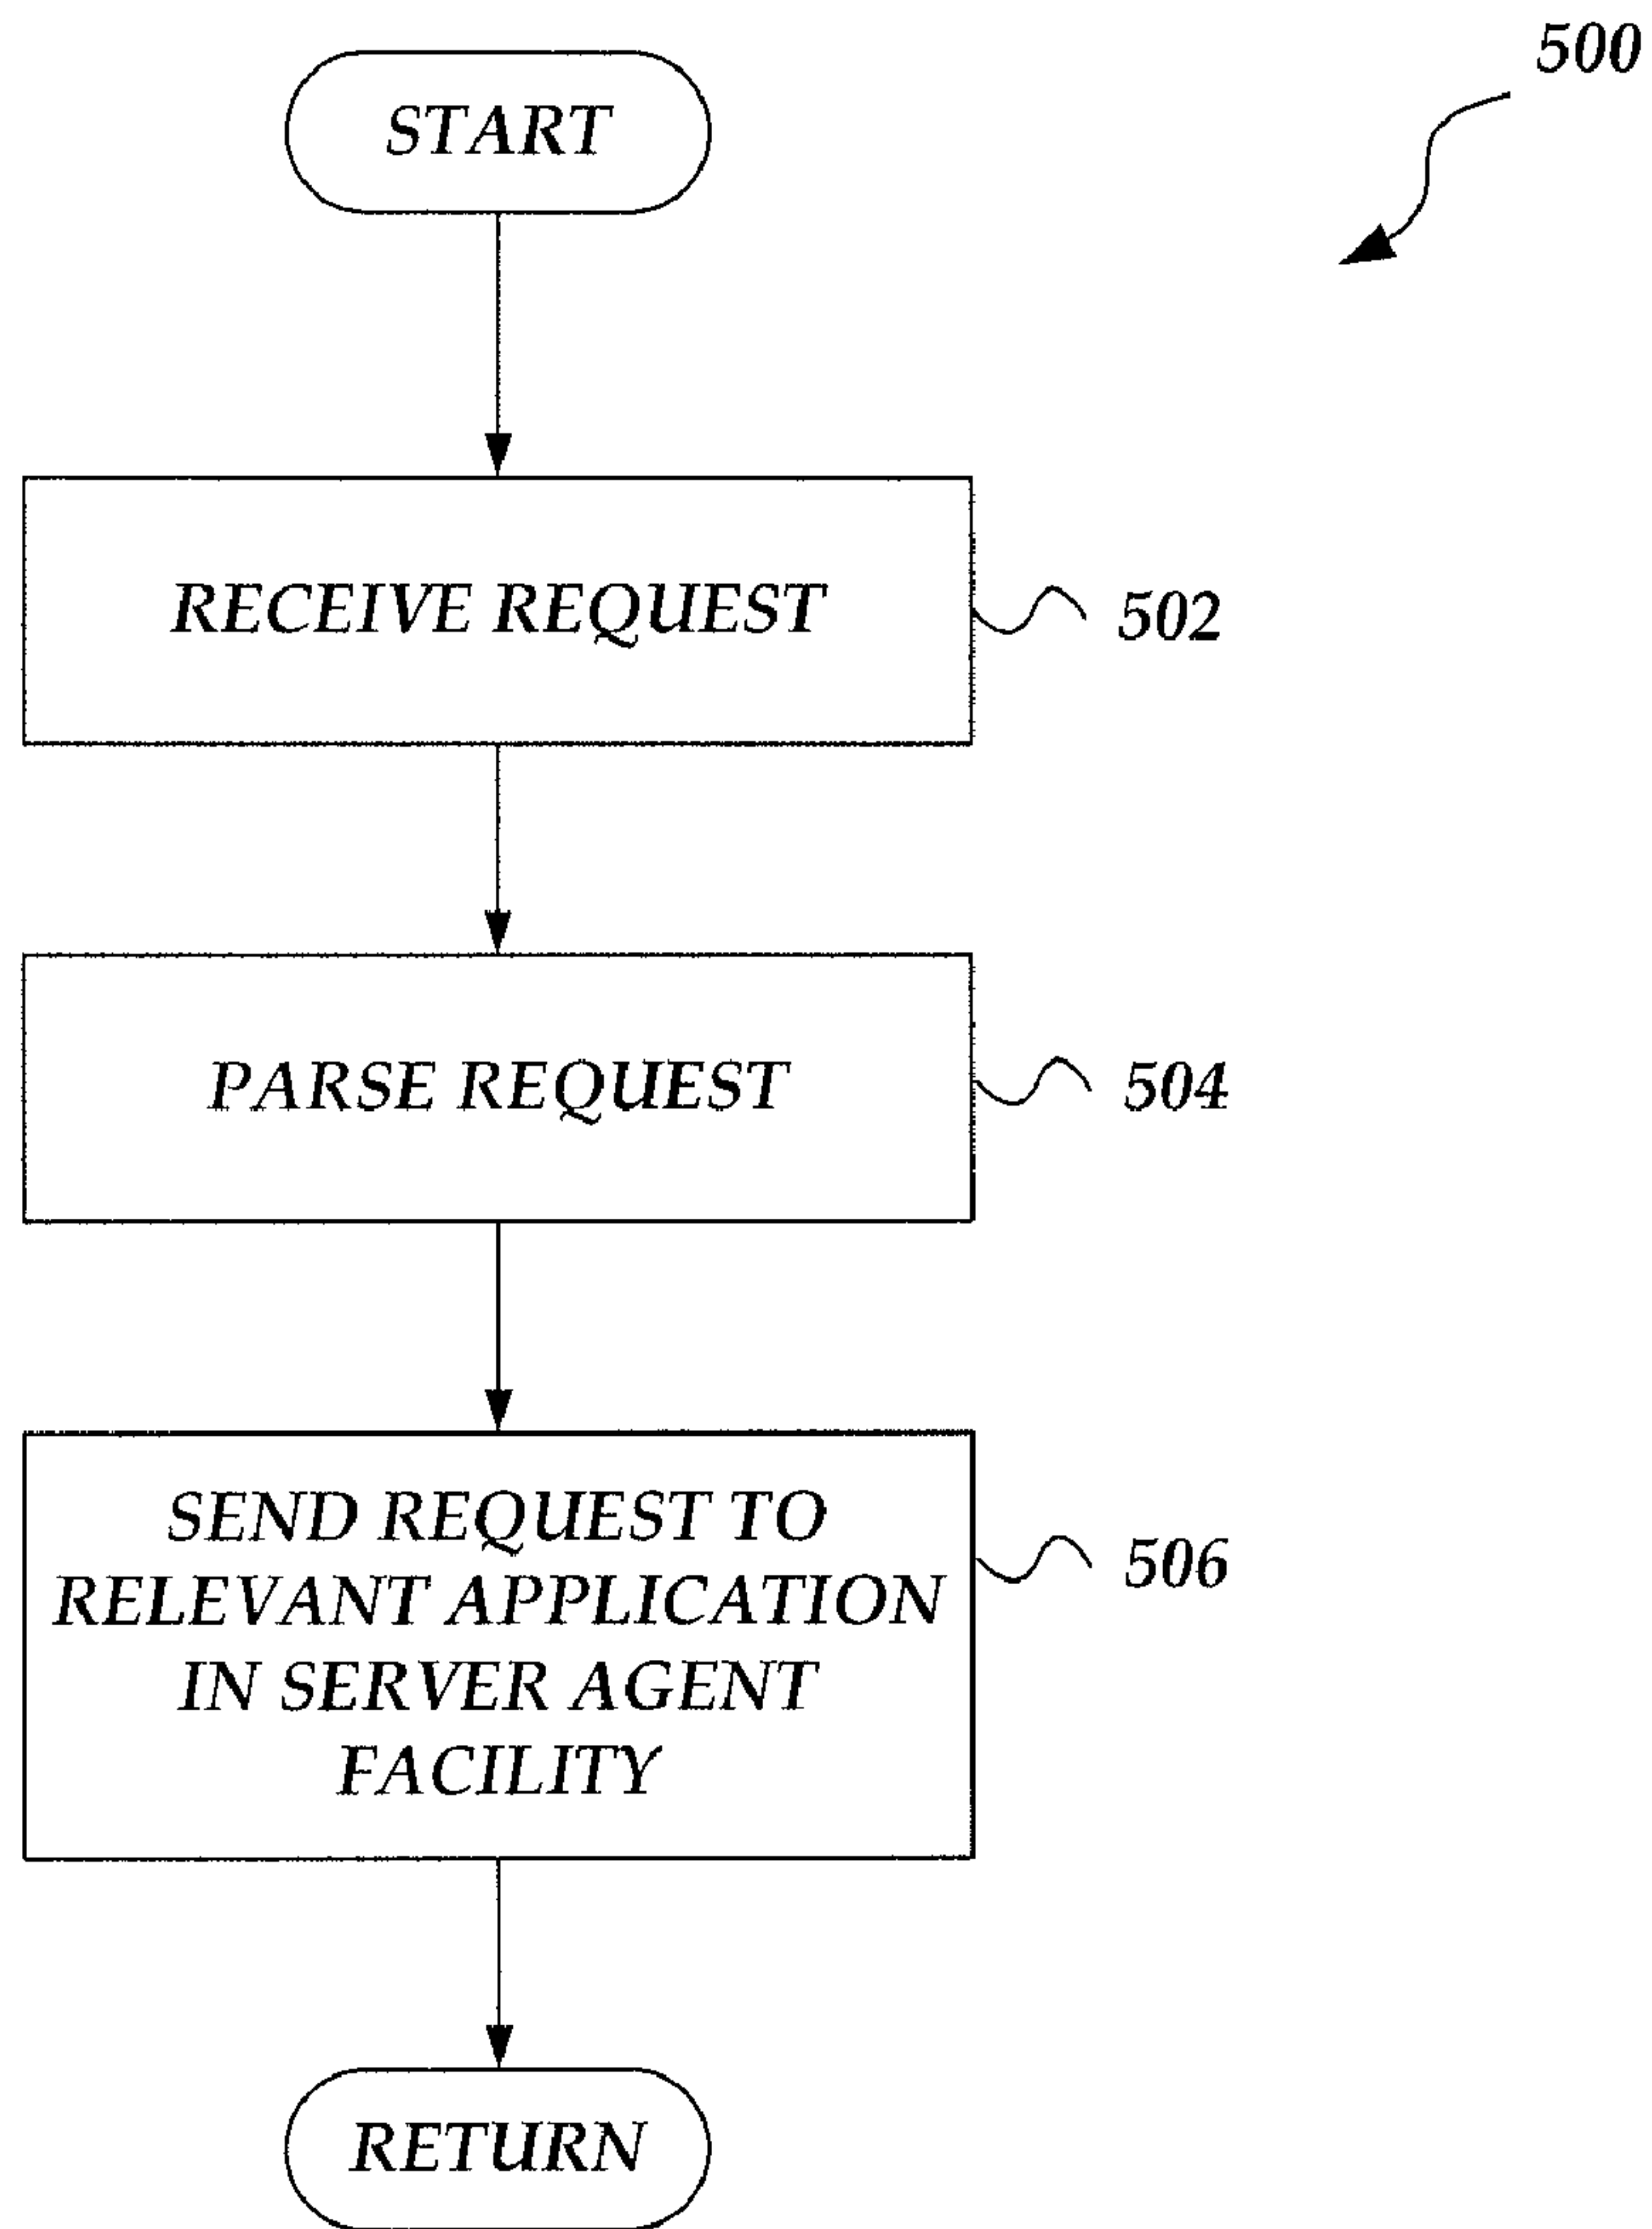 500
START
RECEIVE REQUEST
502
PARSE REQUEST
504
SEND REQUEST TO
RELEVANT APPLICATION
IN SERVER AGENT
FACILITY
506
RETURN